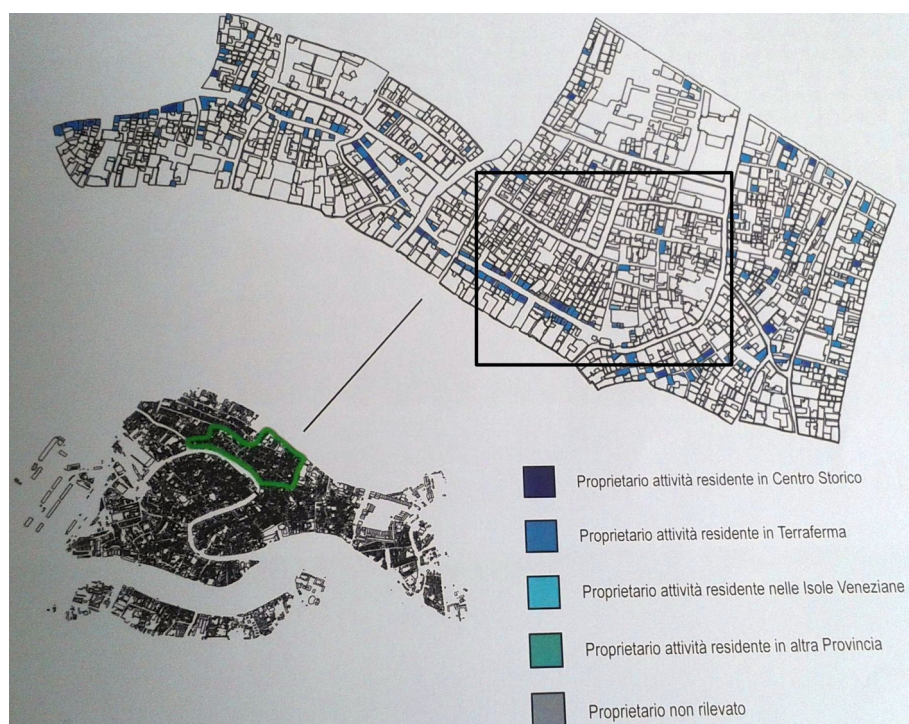 Proprietario attività residente in Centro Storico
Proprietario attività residente in Terraferma
Proprietario attività residente nelle Isole Veneziane
Proprietario attività residente in altra Provincia
Proprietario non rilevato